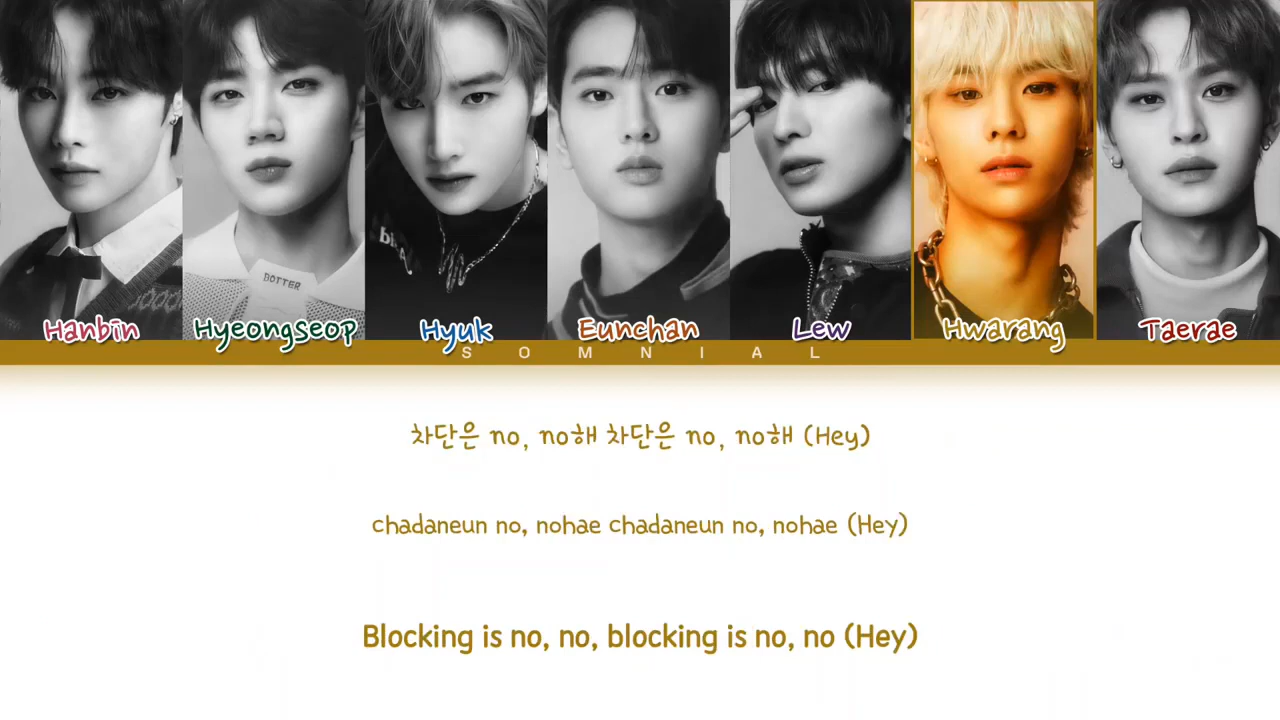 BOTTER
Hanbin Hyeongseop Hyuk Eunchan Lew Hwarang Taerae
SOMNIAL
차단은 no, no해 차단은 no, no해 (Hey)
chadaneun no, nohae chadaneun no, nohae (Hey)
Blocking is no, no, blocking is no, no (Hey)